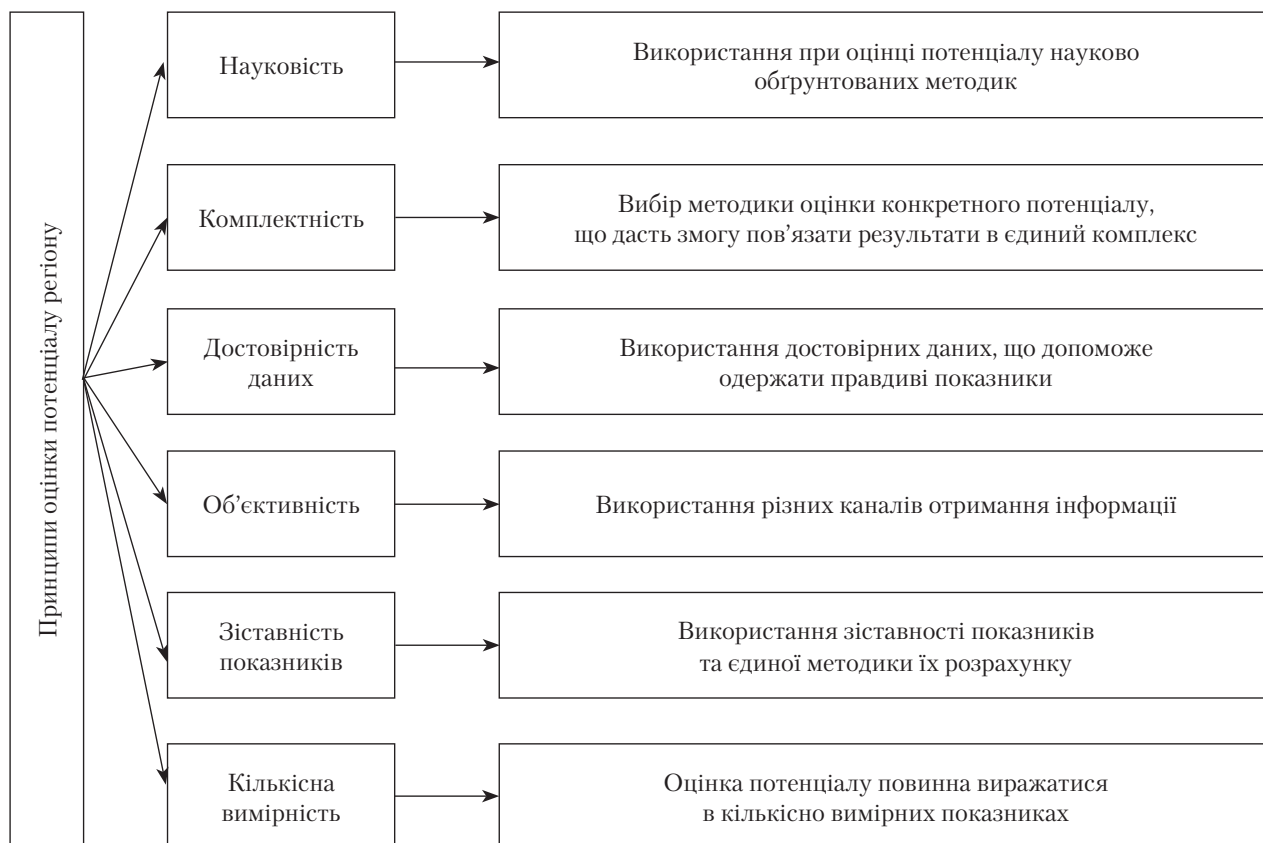 Принципи оцінки потенціалу регіону
Науковість
Використання при оцінці потенціалу науково
обґрунтованих методик
Комплектність
Вибір методики оцінки конкретного потенціалу,
що дасть змогу пов’язати результати в єдиний комплекс
Достовірність
даних
Використання достовірних даних, що допоможе
одержати правдиві показники
Об’єктивність
Використання різних каналів отримання інформації
Зіставність
показників
Використання зіставності показників
та єдиної методики їх розрахунку
Кількісна
вимірність
Оцінка потенціалу повинна виражатися
в кількісно вимірних показниках